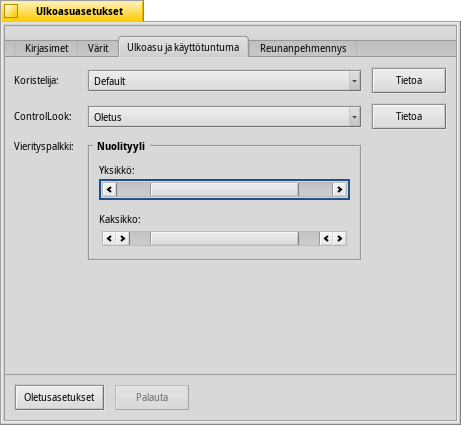 Ulkoasuasetukset
Kirjasimet Värit Ulkoasu ja käyttötuntuma Reunanpehmennys
Koristelija: Default Tietoa
ControlLook: Oletus Tietoa
Vierityspalkki: Nuolityyli
Yksikkö:
Kaksikko:
Oletusasetukset Palauta